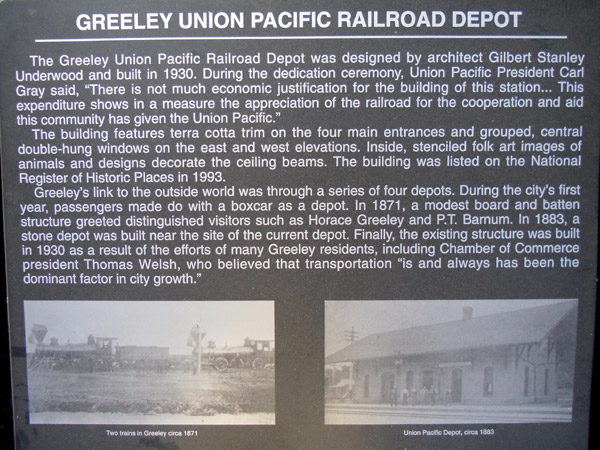 GREELEY UNION PACIFIC RAILROAD DEPOT
The Greeley Union Pacific Railroad Depot was designed by architect Gilbert Stanley
Underwood and built in 1930. During the dedication ceremony, Union Pacific President Carl
Gray said, “There is not much economic justification for the building of this station... This
expenditure shows in a measure the appreciation of the railroad for the cooperation and aid
this community has given the Union Pacific.”
The building features terra cotta trim on the four main entrances and grouped, central
double-hung windows on the east and west elevations. Inside, stenciled folk art images of
animals and designs decorate the ceiling beams. The building was listed on the National
Register of Historic Places in 1993.
Greeley's link to the outside world was through a series of four depots. During the city's first
year, passengers made do with a boxcar as a depot. In 1871, a modest board and batten
structure greeted distinguished visitors such as Horace Greeley and P.T. Barnum. In 1883, a
stone depot was built near the site of the current depot. Finally, the existing structure was built
in 1930 as a result of the efforts of many Greeley residents, including Chamber of Commerce
president Thomas Welsh, who believed that transportation “is and always has been the
dominant factor in city growth.”
Two trains in Greeley circa 1871
Union Pacific Depot, circa 1883